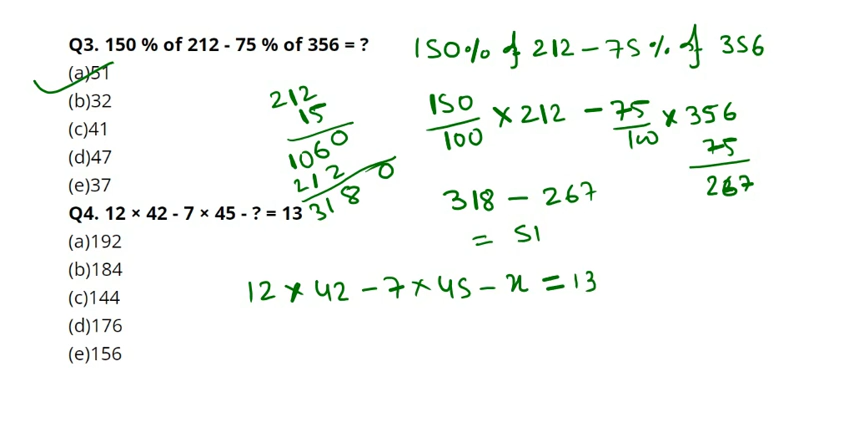 Q3. 150 % of 212 - 75 % of 356 = ?
(a)51
(b)32
(c)41
(d)47
(e)37
Q4. 12 × 42 - 7 × 45 - ? = 13
(a)192
(b)184
(c)144
(d)176
(e)156
150% of 212 - 75% of 356
150/100 × 212 - 75/100 × 356
75
267
318 - 267
= 51
212
15
1060
2120
3180
12 × 42 - 7 × 45 - x = 13